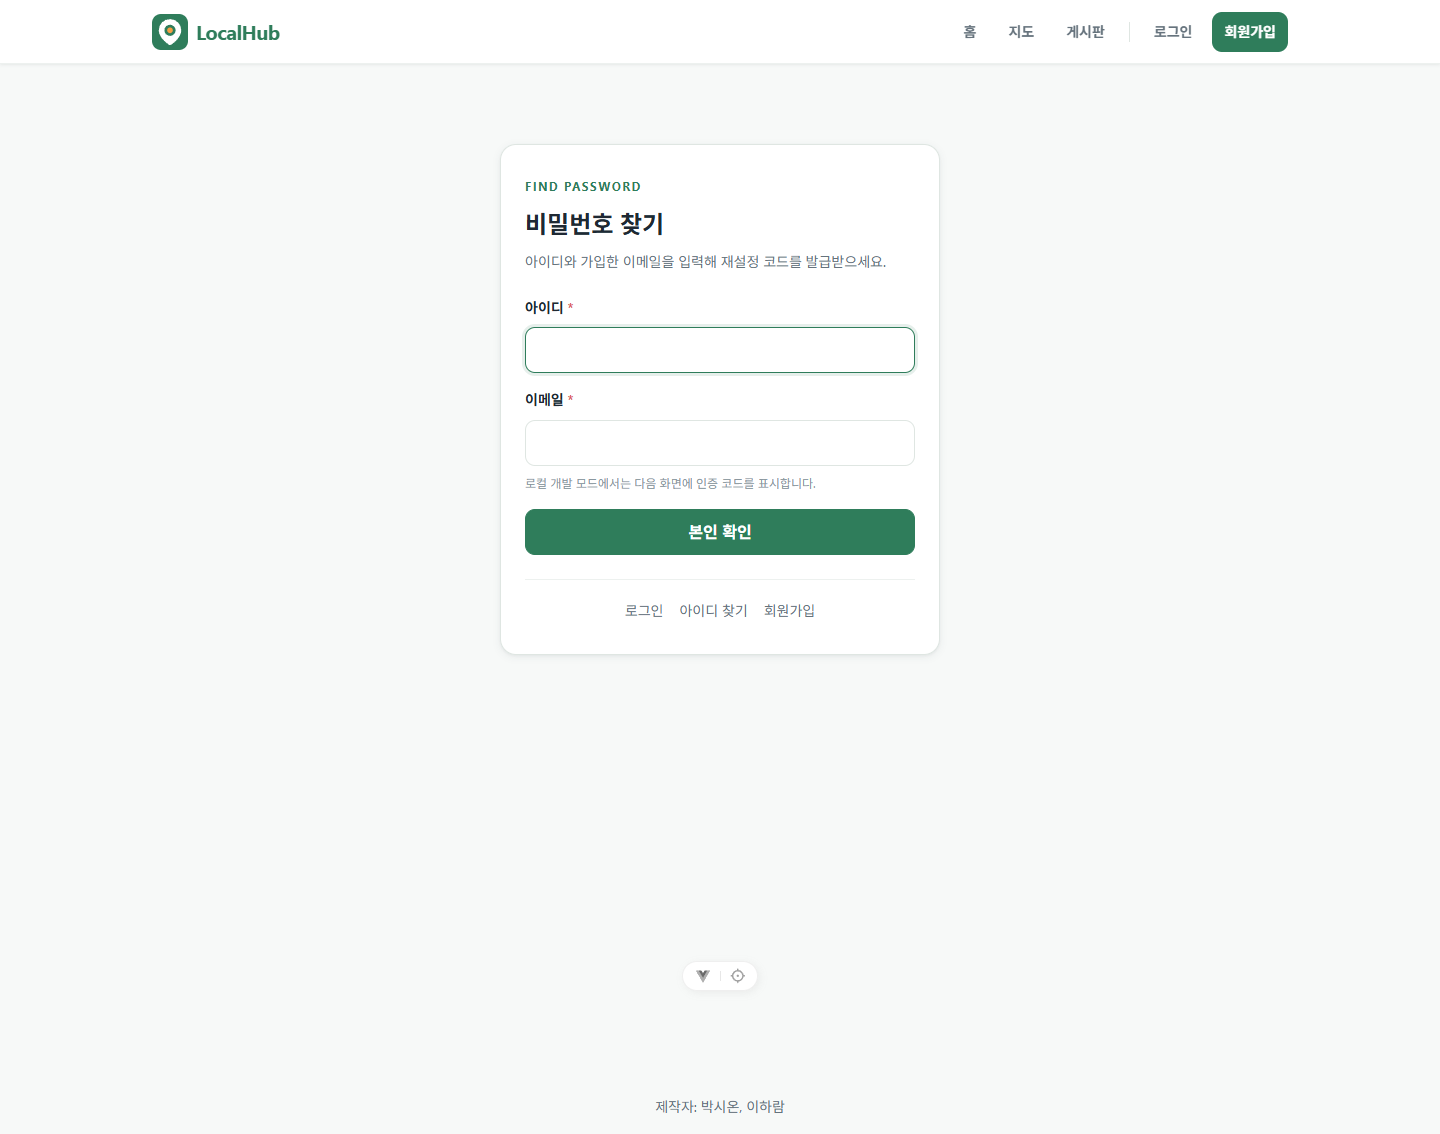 LocalHub
홈 지도 게시판 로그인 회원가입
FIND PASSWORD
비밀번호 찾기
아이디와 가입한 이메일을 입력해 재설정 코드를 발급받으세요.
아이디 *
이메일 *
로컬 개발 모드에서는 다음 화면에 인증 코드를 표시합니다.
본인 확인
로그인 아이디 찾기 회원가입
제작자: 박시온, 이하람